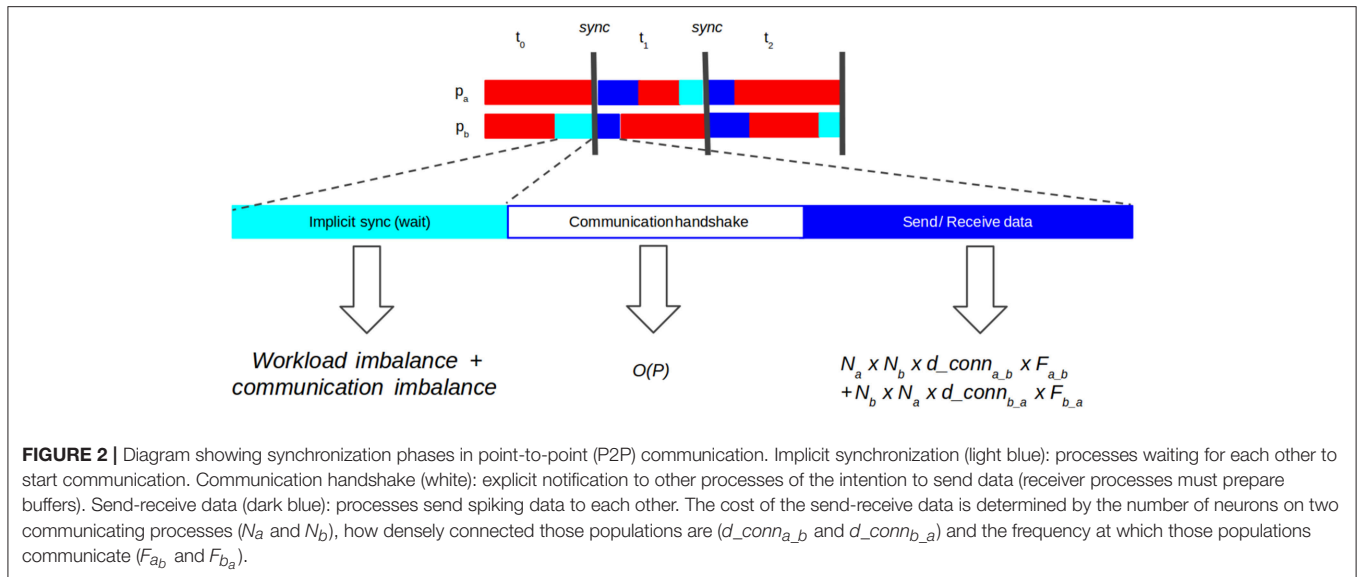 sync sync
t0 t1 t2
pa
pb
Implicit sync (wait) Communication handshake Send / Receive data
Workload imbalance +
communication imbalance
O(P)
Na x Nb x d_conna_b x Fa_b
+ Nb x Na x d_connb_a x Fb_a
FIGURE 2 | Diagram showing synchronization phases in point-to-point (P2P) communication. Implicit synchronization (light blue): processes waiting for each other to
start communication. Communication handshake (white): explicit notification to other processes of the intention to send data (receiver processes must prepare
buffers). Send-receive data (dark blue): processes send spiking data to each other. The cost of the send-receive data is determined by the number of neurons on two
communicating processes (Na and Nb), how densely connected those populations are (d_conna_b and d_connb_a) and the frequency at which those populations
communicate (Fab and Fba).